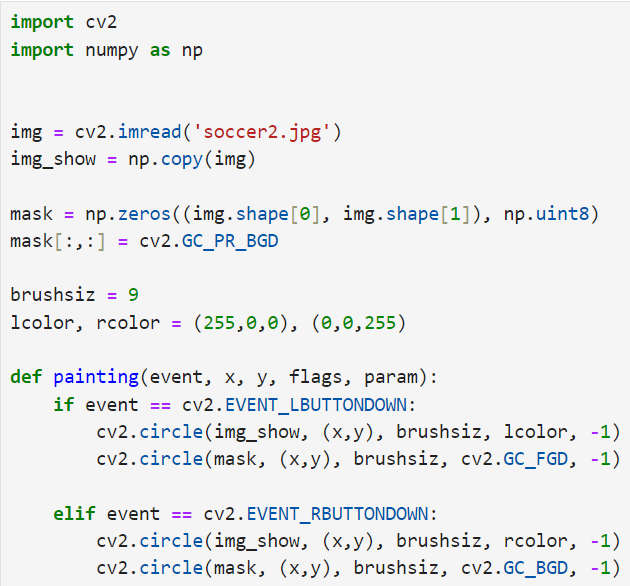 import cv2
import numpy as np
img = cv2.imread('soccer2.jpg')
img_show = np.copy(img)
mask = np.zeros((img.shape[0], img.shape[1]), np.uint8)
mask[:,:] = cv2.GC_PR_BGD
brushsiz = 9
lcolor, rcolor = (255,0,0), (0,0,255)
def painting(event, x, y, flags, param):
    if event == cv2.EVENT_LBUTTONDOWN:
        cv2.circle(img_show, (x,y), brushsiz, lcolor, -1)
        cv2.circle(mask, (x,y), brushsiz, cv2.GC_FGD, -1)
    elif event == cv2.EVENT_RBUTTONDOWN:
        cv2.circle(img_show, (x,y), brushsiz, rcolor, -1)
        cv2.circle(mask, (x,y), brushsiz, cv2.GC_BGD, -1)